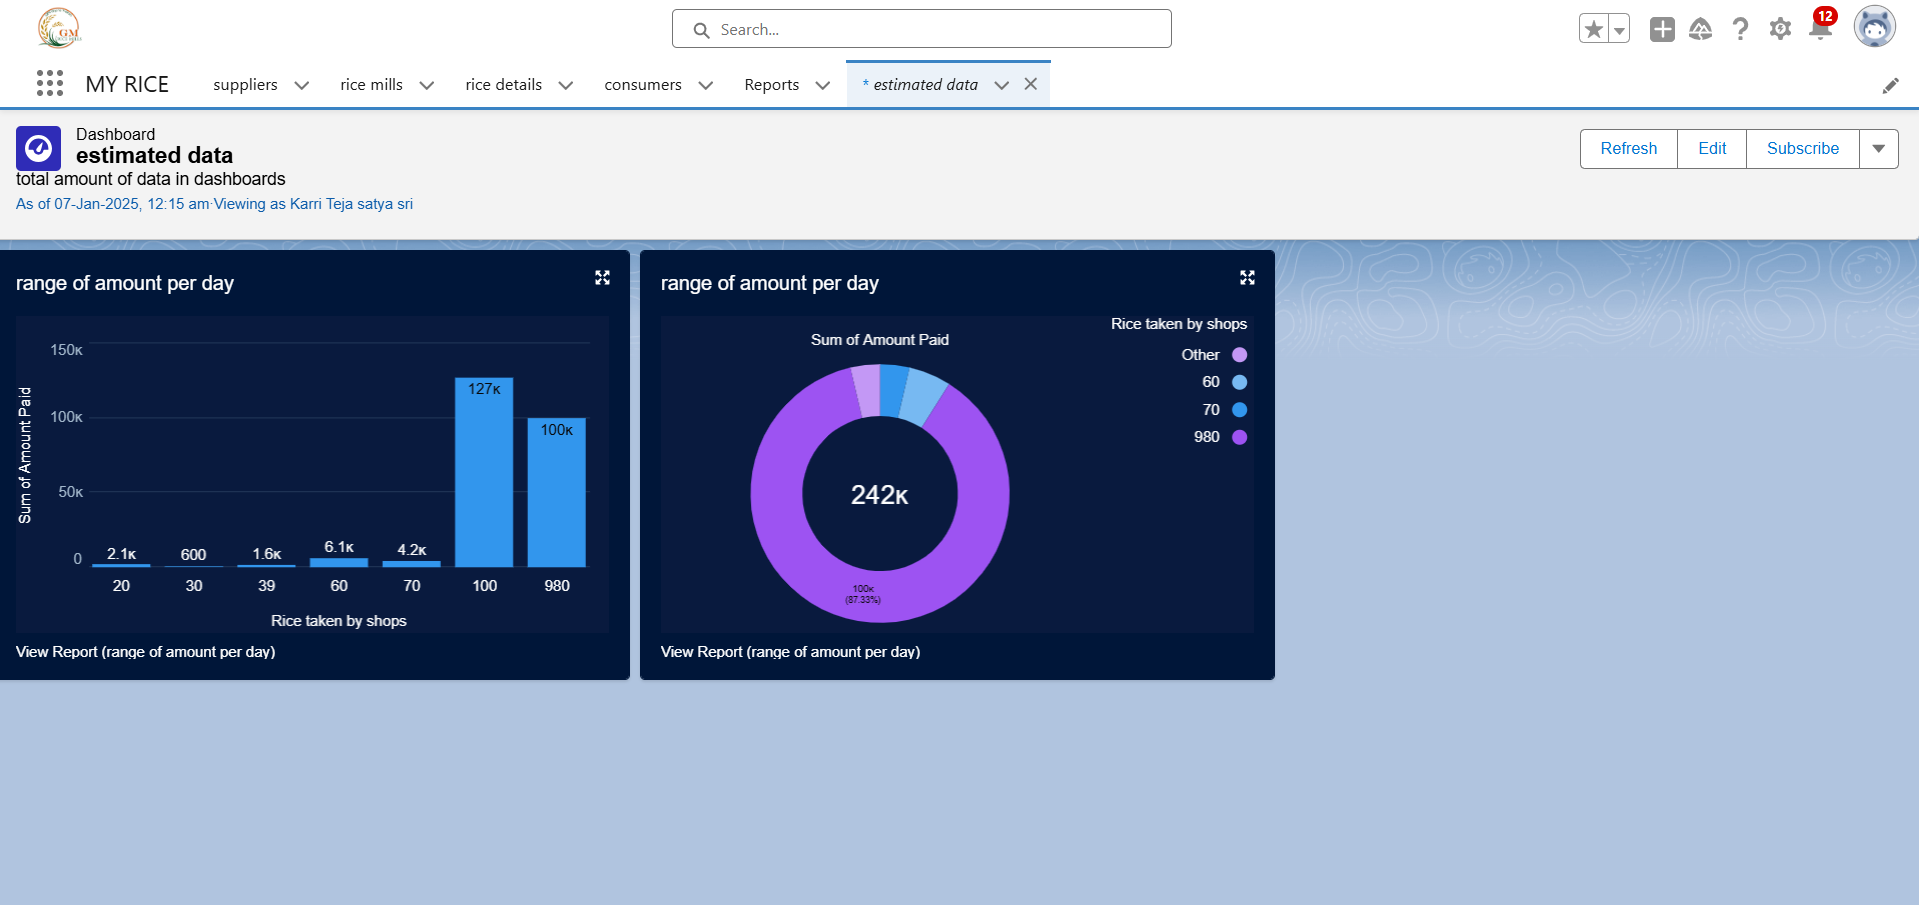 GM
Search...
12
MY RICE
suppliers
rice mills
rice details
consumers
Reports
* estimated data
Dashboard
estimated data
total amount of data in dashboards
As of 07-Jan-2025, 12:15 am·Viewing as Karri Teja satya sri
Refresh
Edit
Subscribe
range of amount per day
Sum of Amount Paid
150K
100K
50K
0
2.1K
600
1.6K
6.1K
4.2K
127K
100K
20
30
39
60
70
100
980
Rice taken by shops
View Report (range of amount per day)
range of amount per day
Sum of Amount Paid
242K
100K
(87.33%)
Rice taken by shops
Other
60
70
980
View Report (range of amount per day)